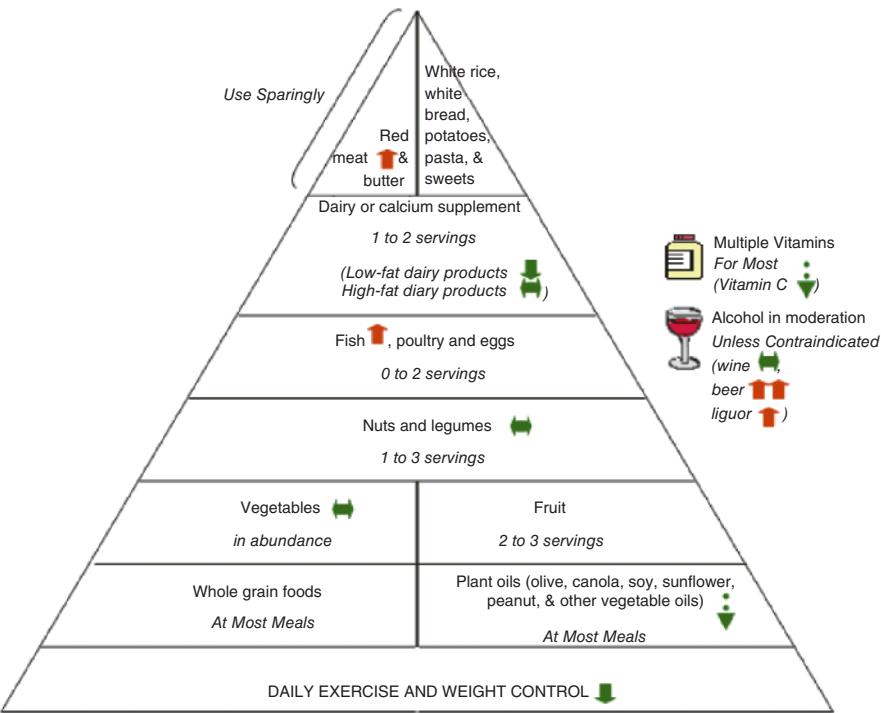 Use Sparingly
Red
meat &
butter
White rice,
white
bread,
potatoes,
pasta, &
sweets
Dairy or calcium supplement
1 to 2 servings
(Low-fat dairy products
High-fat diary products )
Fish , poultry and eggs
0 to 2 servings
Nuts and legumes
1 to 3 servings
Vegetables
in abundance
Fruit
2 to 3 servings
Whole grain foods
At Most Meals
Plant oils (olive, canola, soy, sunflower,
peanut, & other vegetable oils)
At Most Meals
DAILY EXERCISE AND WEIGHT CONTROL
Multiple Vitamins
For Most
(Vitamin C )
Alcohol in moderation
Unless Contraindicated
(wine ,
beer
liguor )